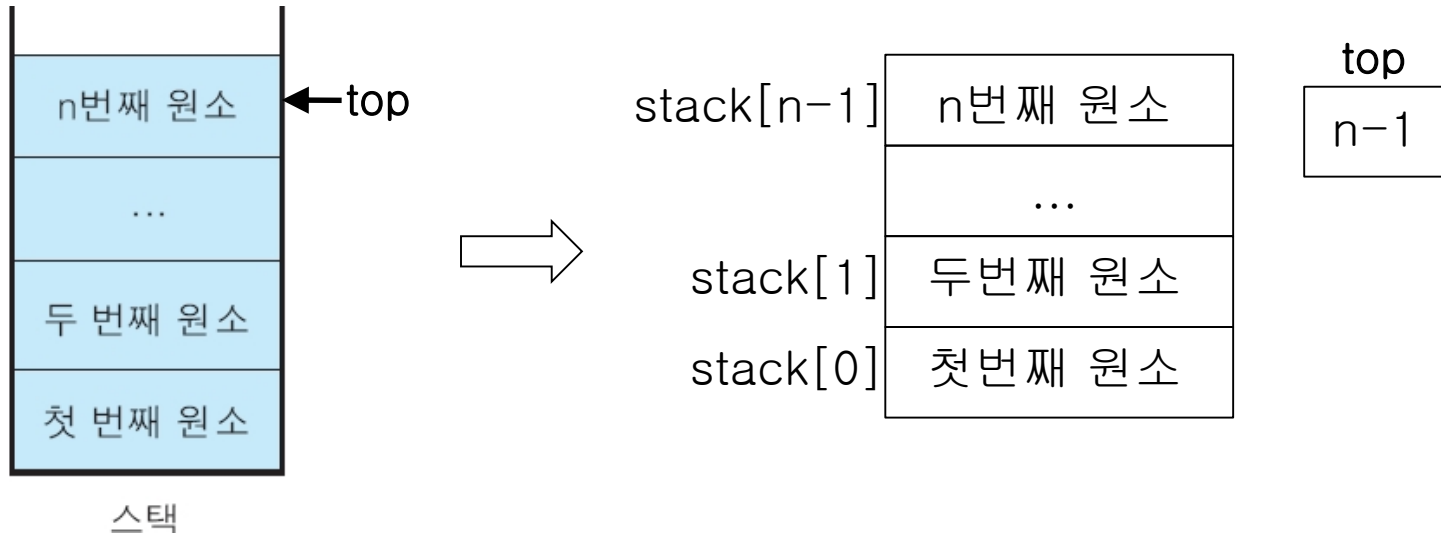 n번째 원소
top
...
두 번째 원소
첫 번째 원소
스택
top
n-1
stack[n-1] n번째 원소
...
stack[1] 두번째 원소
stack[0] 첫번째 원소